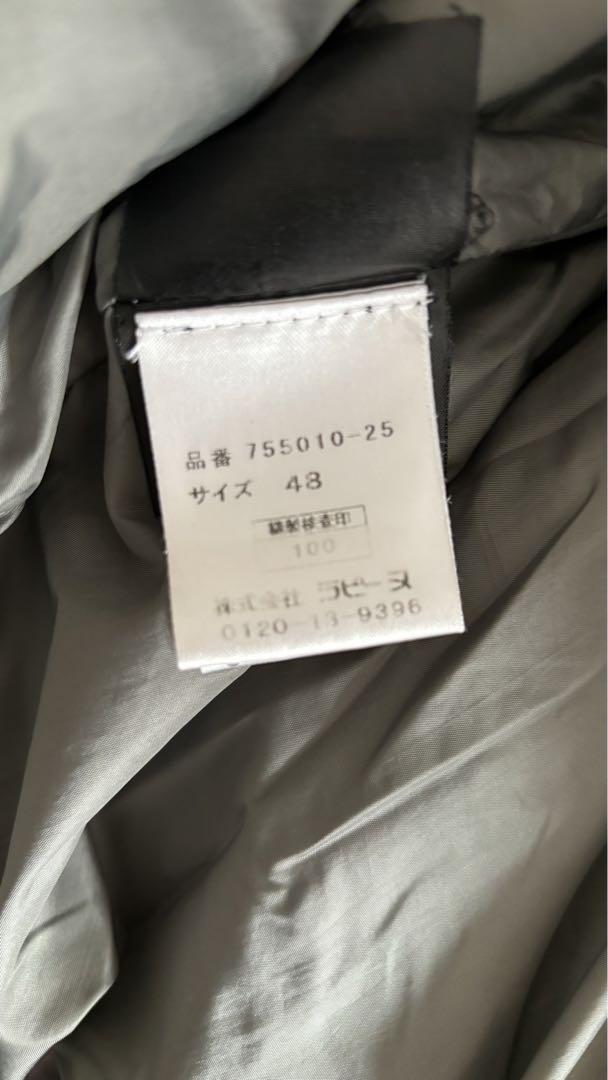 品番 755010-25
サイズ 48
縫製検査印
100
株式会社 ラピーヌ
0120-13-9396